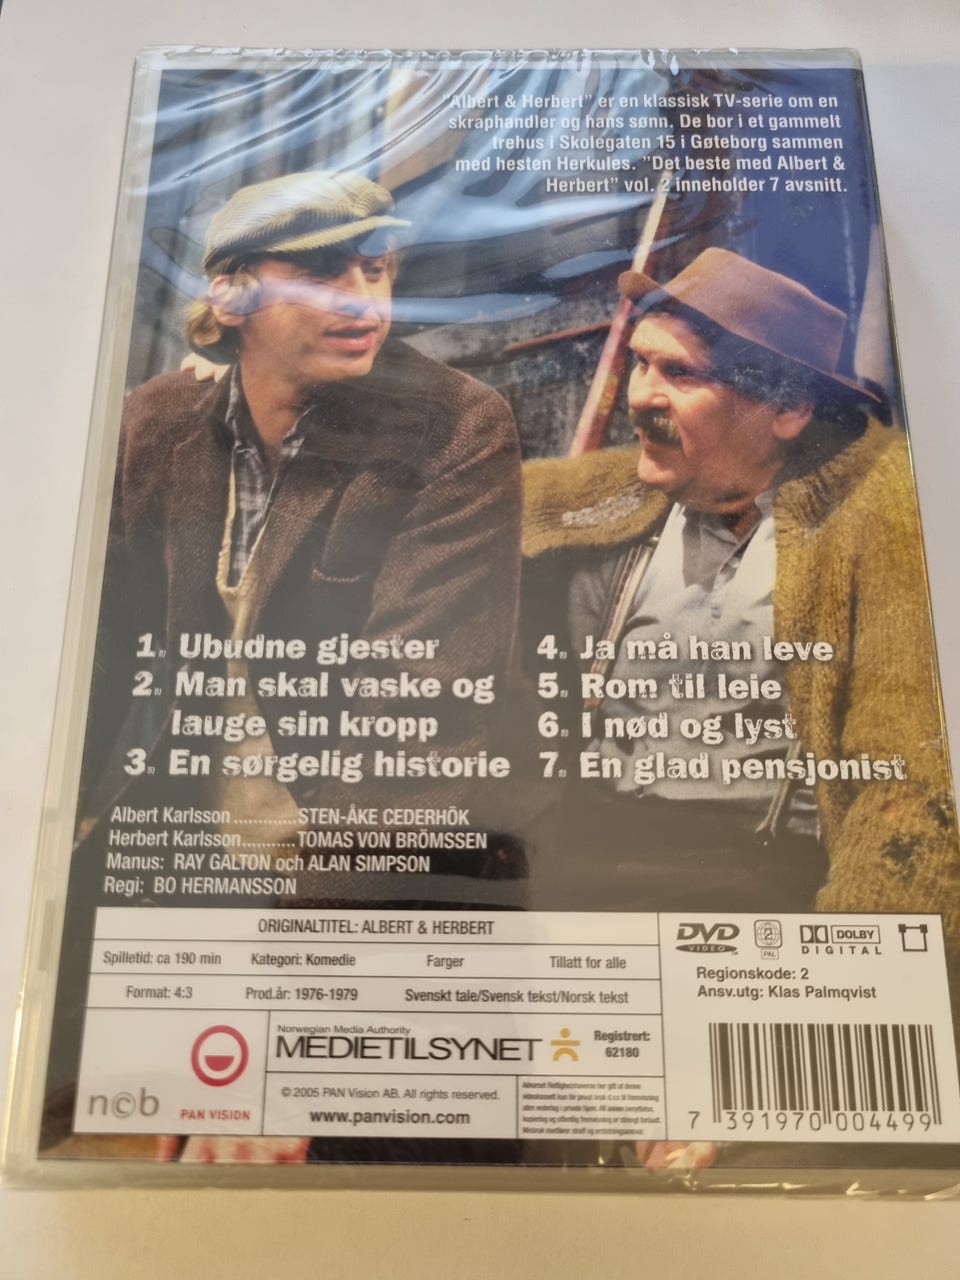 "Albert & Herbert" er en klassisk TV-serie om en
skraphandler og hans sønn. De bor i et gammelt
trehus i Skolegaten 15 i Gøteborg sammen
med hesten Herkules. "Det beste med Albert &
Herbert" vol. 2 inneholder 7 avsnitt.
1. Ubudne gjester
2. Man skal vaske og
lauge sin kropp
3. En sørgelig historie
4. Ja må han leve
5. Rom til leie
6. I nød og lyst
7. En glad pensjonist
Albert Karlsson............STEN-ÅKE CEDERHÖK
Herbert Karlsson..........TOMAS VON BRÖMSSEN
Manus: RAY GALTON och ALAN SIMPSON
Regi: BO HERMANSSON
ORIGINALTITEL: ALBERT & HERBERT
Spilletid: ca 190 min Kategori: Komedie Farger Tillatt for alle
Format: 4:3 Prod.år: 1976-1979 Svenskt tale/Svensk tekst/Norsk tekst
DVD VIDEO 2 PAL DOLBY DIGITAL
Regionskode: 2
Ansv.utg: Klas Palmqvist
ncb
PAN VISION
Norwegian Media Authority
MEDIETILSYNET
Registrert:
62180
©2005 PAN Vision AB. All rights reserved.
www.panvision.com
7 391970 004499